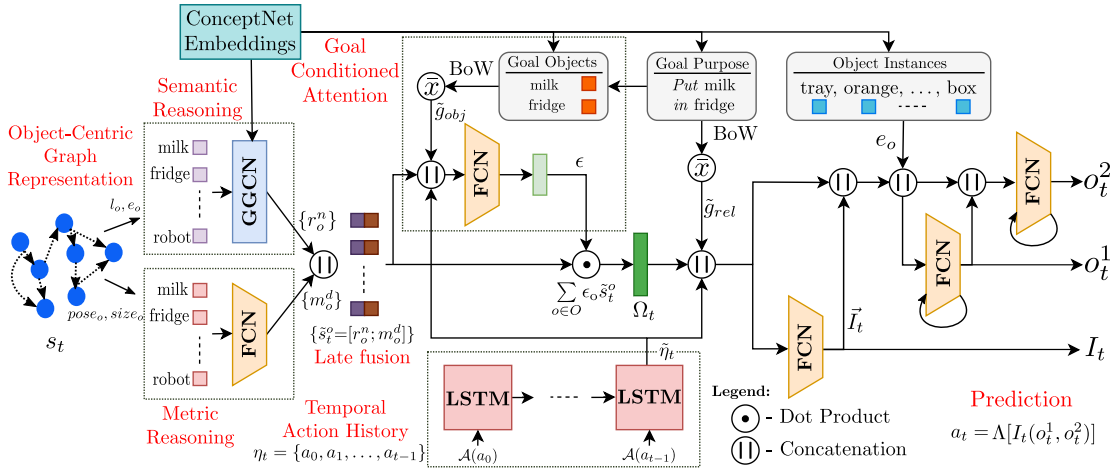 ConceptNet
Embeddings
Goal
Conditioned
Attention
BoW
x̄
g̃_obj
Goal Objects
milk
fridge
Goal Purpose
Put milk
in fridge
BoW
x̄
g̃_rel
Object Instances
tray, orange, . . . , box
e_o
Semantic
Reasoning
Object-Centric
Graph
Representation
l_o, e_o
milk
fridge
robot
GGCN
s_t
pose_o, size_o
milk
fridge
robot
FCN
Metric
Reasoning
{r_o^n}
{m_o^d}
{s̃_t^o=[r_o^n; m_o^d]}
Late fusion
FCN
ϵ
∑ ϵ_o s̃_t^o
o∈O
Ω_t
η̃_t
Temporal
Action History
η_t = {a_0, a_1, . . . , a_{t−1}}
LSTM
LSTM
A(a_0)
A(a_{t−1})
FCN
I⃗_t
FCN
FCN
o_t^2
o_t^1
I_t
Legend:
- Dot Product
- Concatenation
Prediction
a_t = Λ[I_t(o_t^1, o_t^2)]